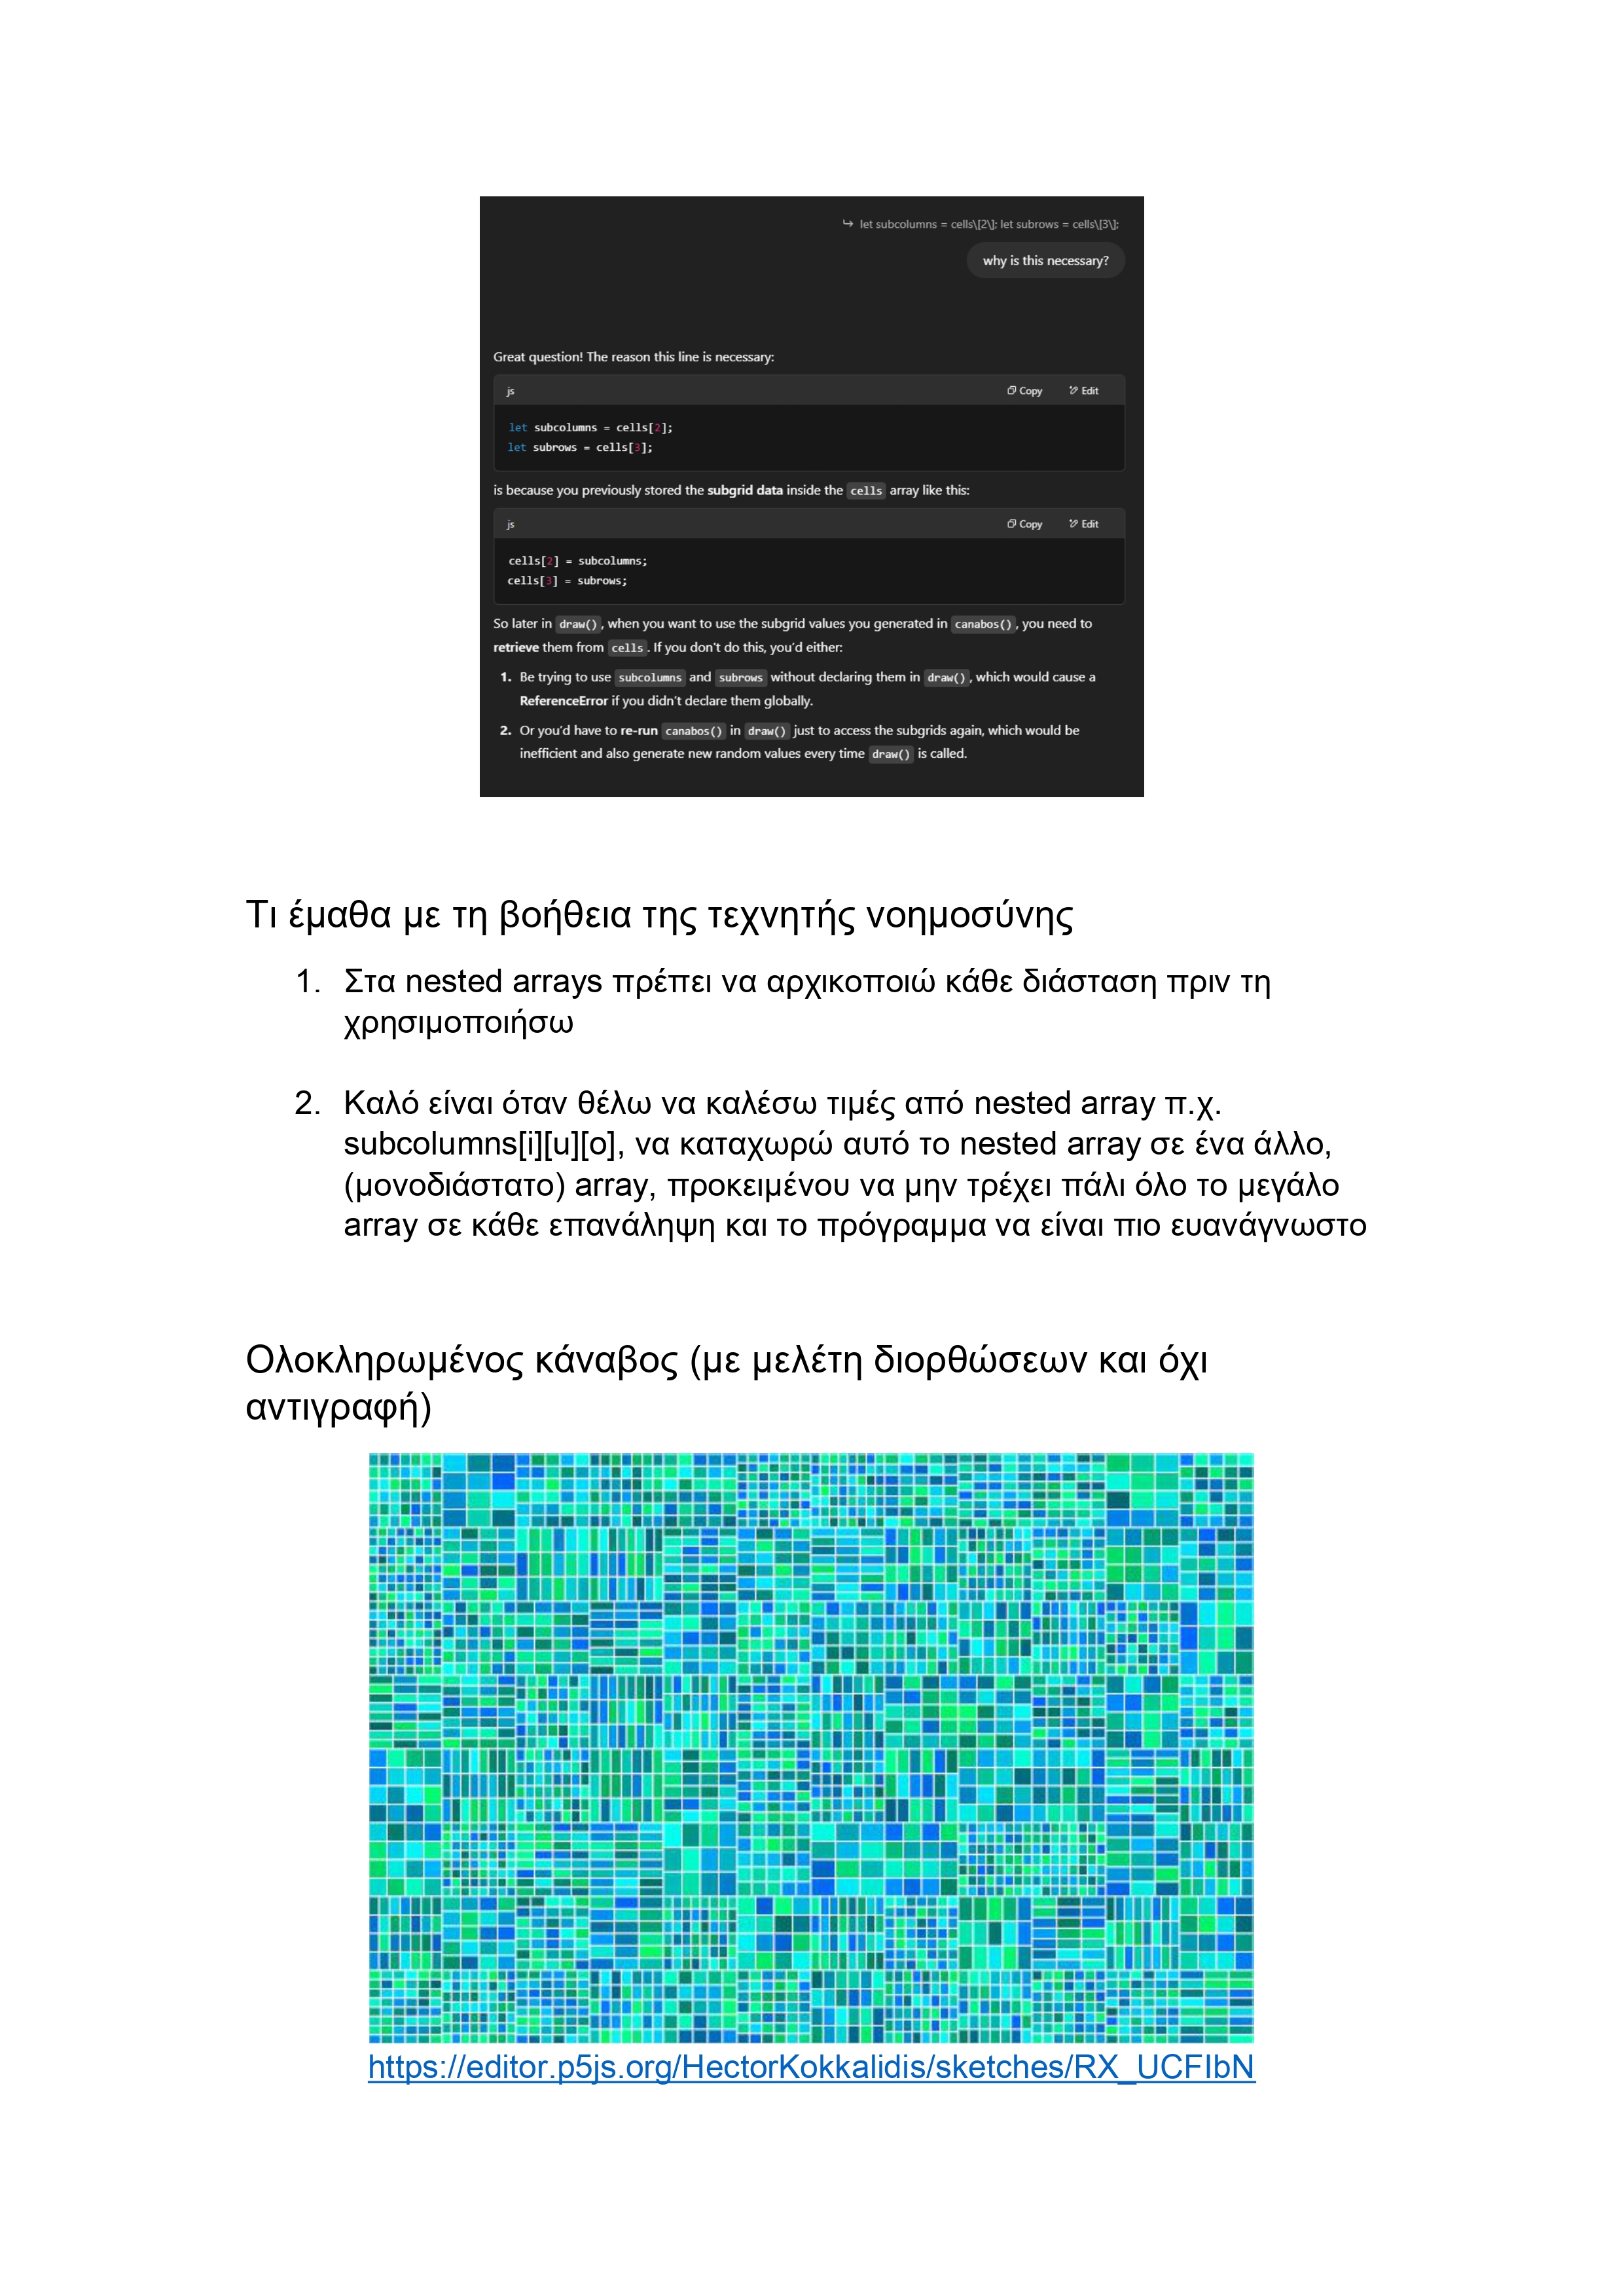 ↳ let subcolumns = cells\[2\]; let subrows = cells\[3\];
why is this necessary?
Great question! The reason this line is necessary:
js Copy Edit
let subcolumns = cells[2];
let subrows = cells[3];
is because you previously stored the subgrid data inside the cells array like this:
js Copy Edit
cells[2] = subcolumns;
cells[3] = subrows;
So later in draw(), when you want to use the subgrid values you generated in canabos(), you need to
retrieve them from cells. If you don't do this, you'd either:
1. Be trying to use subcolumns and subrows without declaring them in draw(), which would cause a
ReferenceError if you didn't declare them globally.
2. Or you'd have to re-run canabos() in draw() just to access the subgrids again, which would be
inefficient and also generate new random values every time draw() is called.
Τι έμαθα με τη βοήθεια της τεχνητής νοημοσύνης
1. Στα nested arrays πρέπει να αρχικοποιώ κάθε διάσταση πριν τη
χρησιμοποιήσω
2. Καλό είναι όταν θέλω να καλέσω τιμές από nested array π.χ.
subcolumns[i][u][o], να καταχωρώ αυτό το nested array σε ένα άλλο,
(μονοδιάστατο) array, προκειμένου να μην τρέχει πάλι όλο το μεγάλο
array σε κάθε επανάληψη και το πρόγραμμα να είναι πιο ευανάγνωστο
Ολοκληρωμένος κάναβος (με μελέτη διορθώσεων και όχι
αντιγραφή)
https://editor.p5js.org/HectorKokkalidis/sketches/RX_UCFIbN